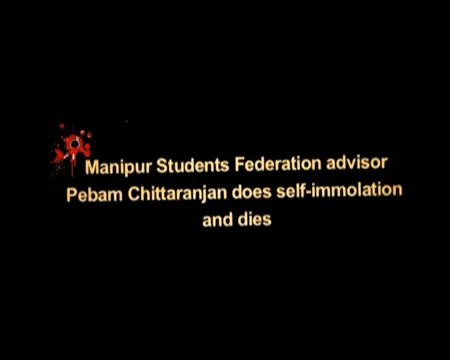 Manipur Students Federation advisor
Pebam Chittaranjan does self-immolation
and dies